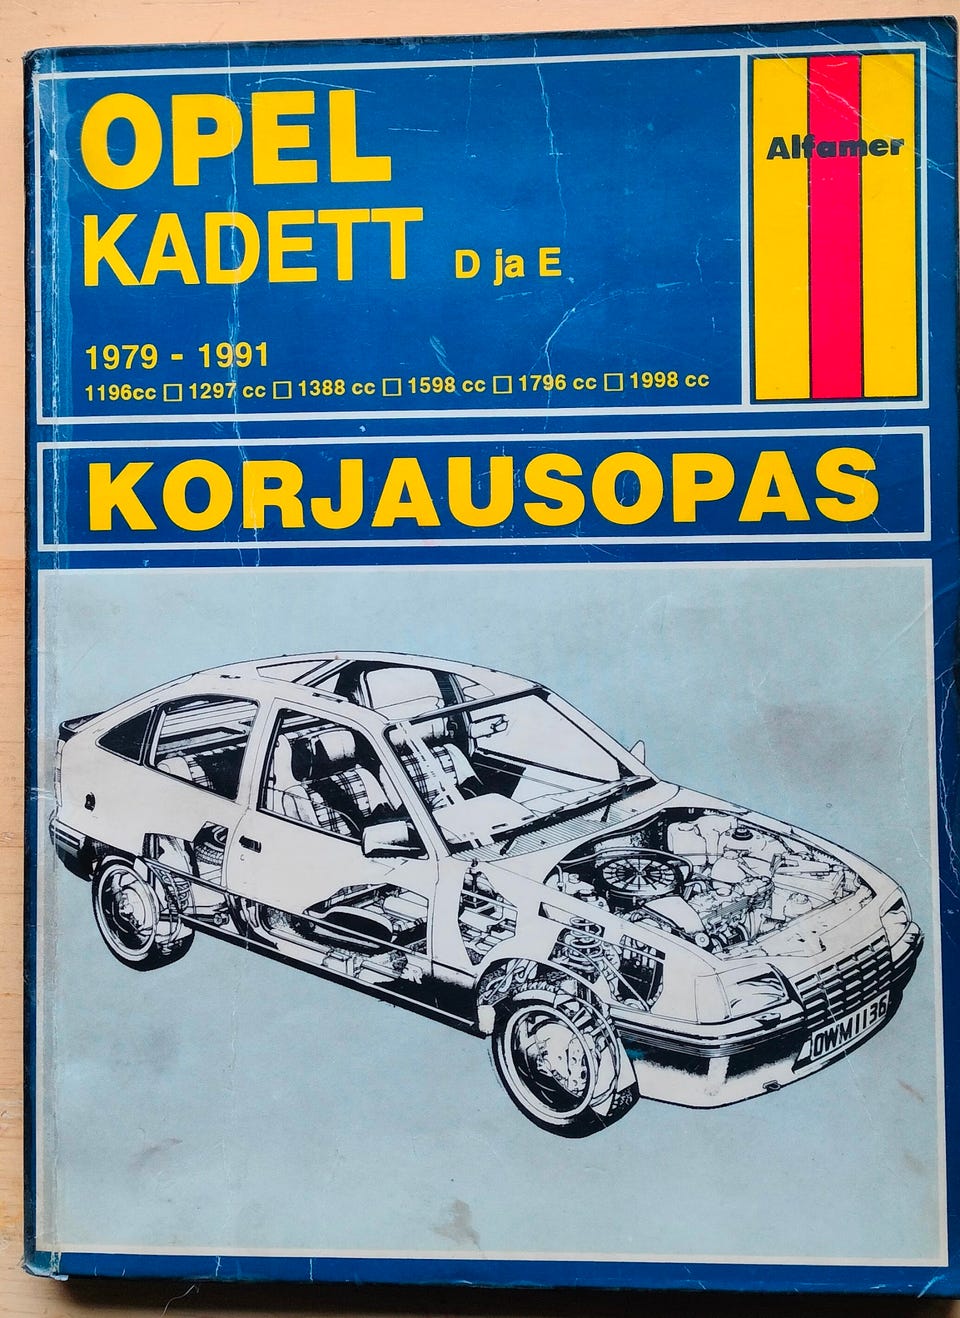 OPEL
KADETT D ja E
1979 - 1991
1196cc □ 1297 cc □ 1388 cc □ 1598 cc □ 1796 cc □ 1998 cc
Alfamer
KORJAUSOPAS
OWM1136